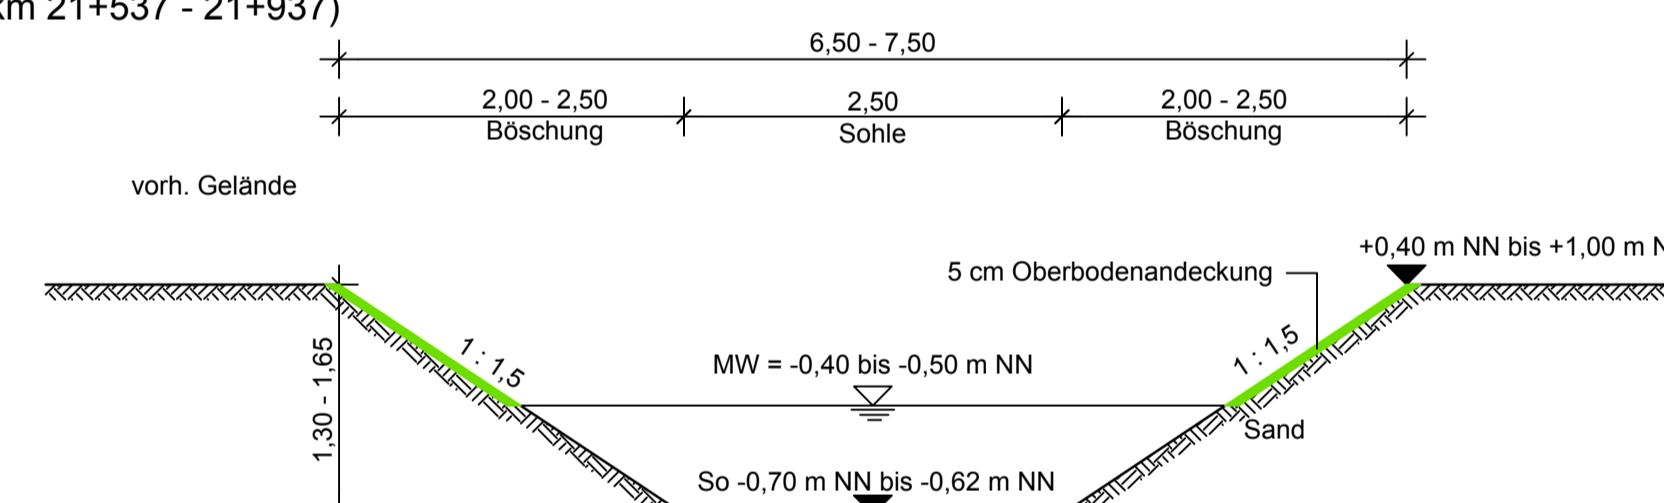 km 21+537 - 21+937)
6,50 - 7,50
2,00 - 2,50
2,50
2,00 - 2,50
Böschung
Sohle
Böschung
vorh. Gelände
+0,40 m NN bis +1,00 m
5 cm Oberbodenandeckung
1 : 1,5
1 : 1,5
1,30 - 1,65
MW = -0,40 bis -0,50 m NN
Sand
So -0,70 m NN bis -0,62 m NN